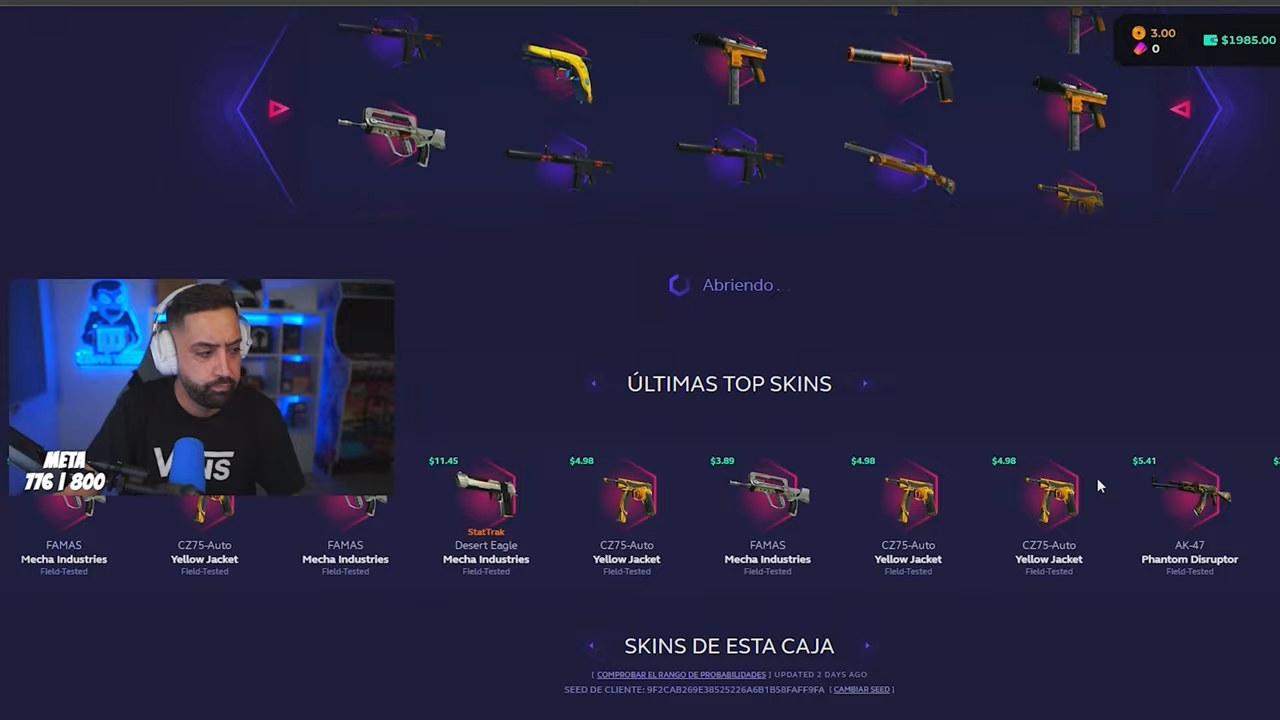 3.00
0
$1985.00
Abriendo ..
ÚLTIMAS TOP SKINS
META
776 | 800
VANS
$11.45
$4.98
$3.89
$4.98
$4.98
$5.41
StatTrak
FAMAS
CZ75-Auto
FAMAS
Desert Eagle
CZ75-Auto
FAMAS
CZ75-Auto
CZ75-Auto
AK-47
Mecha Industries
Yellow Jacket
Mecha Industries
Mecha Industries
Yellow Jacket
Mecha Industries
Yellow Jacket
Yellow Jacket
Phantom Disruptor
Field-Tested
Field-Tested
Field-Tested
Field-Tested
Field-Tested
Field-Tested
Field-Tested
Field-Tested
Field-Tested
SKINS DE ESTA CAJA
[ COMPROBAR EL RANGO DE PROBABILIDADES ] UPDATED 2 DAYS AGO
SEED DE CLIENTE: 9F2CAB269E38525226A6B1B58FAFF9FA [ CAMBIAR SEED ]